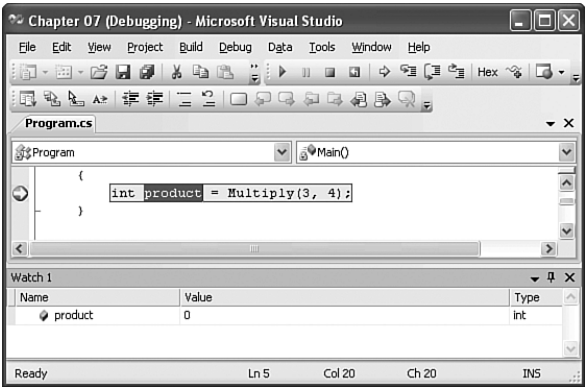 Chapter 07 (Debugging) - Microsoft Visual Studio
File Edit View Project Build Debug Data Tools Window Help
Hex
Program.cs
Program Main()
{
int product = Multiply(3, 4);
}
Watch 1
Name Value Type
product 0 int
Ready Ln 5 Col 20 Ch 20 INS